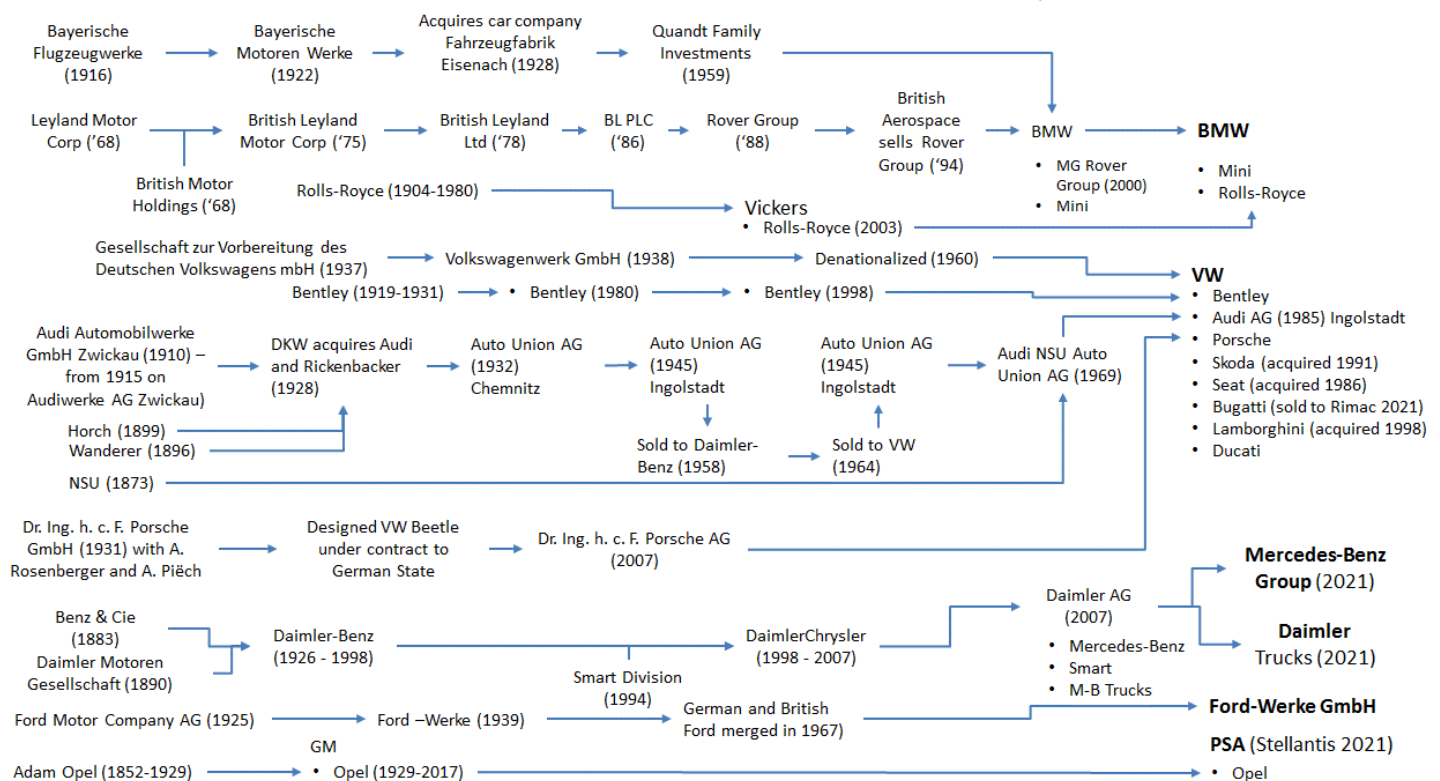 Bayerische
Flugzeugwerke
(1916)
Bayerische
Motoren Werke
(1922)
Acquires car company
Fahrzeugfabrik
Eisenach (1928)
Quandt Family
Investments
(1959)
Leyland Motor
Corp ('68)
British Motor
Holdings ('68)
British Leyland
Motor Corp ('75)
British Leyland
Ltd ('78)
BL PLC
('86)
Rover Group
('88)
British
Aerospace
sells Rover
Group ('94)
BMW
• MG Rover
Group (2000)
• Mini
BMW
• Mini
• Rolls-Royce
Rolls-Royce (1904-1980)
Vickers
• Rolls-Royce (2003)
Gesellschaft zur Vorbereitung des
Deutschen Volkswagens mbH (1937)
Volkswagenwerk GmbH (1938)
Denationalized (1960)
VW
• Bentley
• Audi AG (1985) Ingolstadt
• Porsche
• Skoda (acquired 1991)
• Seat (acquired 1986)
• Bugatti (sold to Rimac 2021)
• Lamborghini (acquired 1998)
• Ducati
Bentley (1919-1931)
• Bentley (1980)
• Bentley (1998)
Audi Automobilwerke
GmbH Zwickau (1910) –
from 1915 on
Audiwerke AG Zwickau)
DKW acquires Audi
and Rickenbacker
(1928)
Auto Union AG
(1932)
Chemnitz
Auto Union AG
(1945)
Ingolstadt
Auto Union AG
(1945)
Ingolstadt
Audi NSU Auto
Union AG (1969)
Horch (1899)
Wanderer (1896)
Sold to Daimler-
Benz (1958)
Sold to VW
(1964)
NSU (1873)
Dr. Ing. h. c. F. Porsche
GmbH (1931) with A.
Rosenberger and A. Piëch
Designed VW Beetle
under contract to
German State
Dr. Ing. h. c. F. Porsche AG
(2007)
Benz & Cie
(1883)
Daimler Motoren
Gesellschaft (1890)
Daimler-Benz
(1926 - 1998)
Smart Division
(1994)
DaimlerChrysler
(1998 - 2007)
Daimler AG
(2007)
• Mercedes-Benz
• Smart
• M-B Trucks
Mercedes-Benz
Group (2021)
Daimler
Trucks (2021)
Ford Motor Company AG (1925)
Ford –Werke (1939)
German and British
Ford merged in 1967)
Ford-Werke GmbH
Adam Opel (1852-1929)
GM
• Opel (1929-2017)
PSA (Stellantis 2021)
• Opel